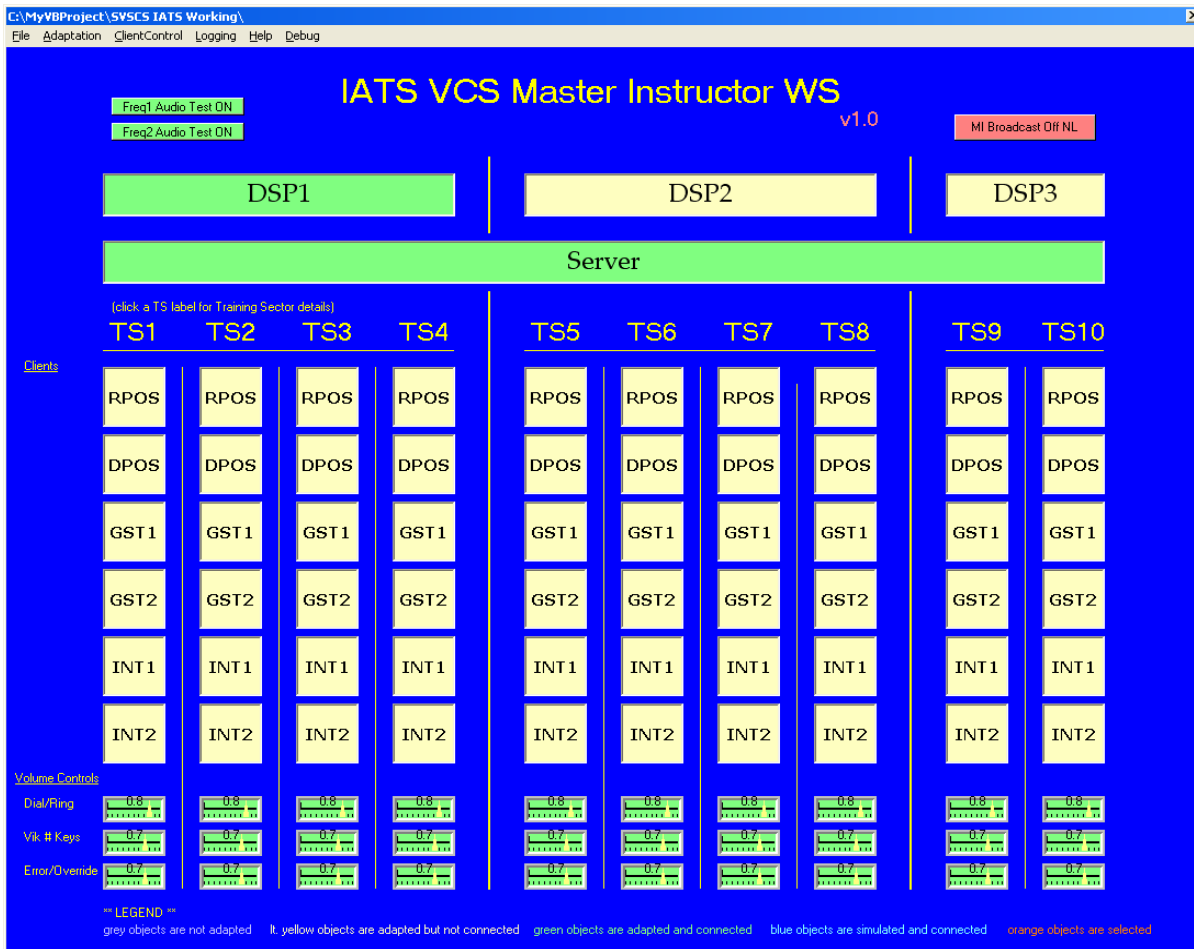 C:\MyVBProject\SVSCS IATS Working\
File Adaptation ClientControl Logging Help Debug
IATS VCS Master Instructor WS
v1.0
Freq1 Audio Test ON
Freq2 Audio Test ON
MI Broadcast Off NL
DSP1 DSP2 DSP3
Server
(click a TS label for Training Sector details)
TS1 TS2 TS3 TS4 TS5 TS6 TS7 TS8 TS9 TS10
Clients
RPOS RPOS RPOS RPOS RPOS RPOS RPOS RPOS RPOS RPOS
DPOS DPOS DPOS DPOS DPOS DPOS DPOS DPOS DPOS DPOS
GST1 GST1 GST1 GST1 GST1 GST1 GST1 GST1 GST1 GST1
GST2 GST2 GST2 GST2 GST2 GST2 GST2 GST2 GST2 GST2
INT1 INT1 INT1 INT1 INT1 INT1 INT1 INT1 INT1 INT1
INT2 INT2 INT2 INT2 INT2 INT2 INT2 INT2 INT2 INT2
Volume Controls
Dial/Ring 0.8 0.8 0.8 0.8 0.8 0.8 0.8 0.8 0.8 0.8
Vik # Keys 0.7 0.7 0.7 0.7 0.7 0.7 0.7 0.7 0.7 0.7
Error/Override 0.7 0.7 0.7 0.7 0.7 0.7 0.7 0.7 0.7 0.7
** LEGEND **
grey objects are not adapted lt. yellow objects are adapted but not connected green objects are adapted and connected blue objects are simulated and connected orange objects are selected